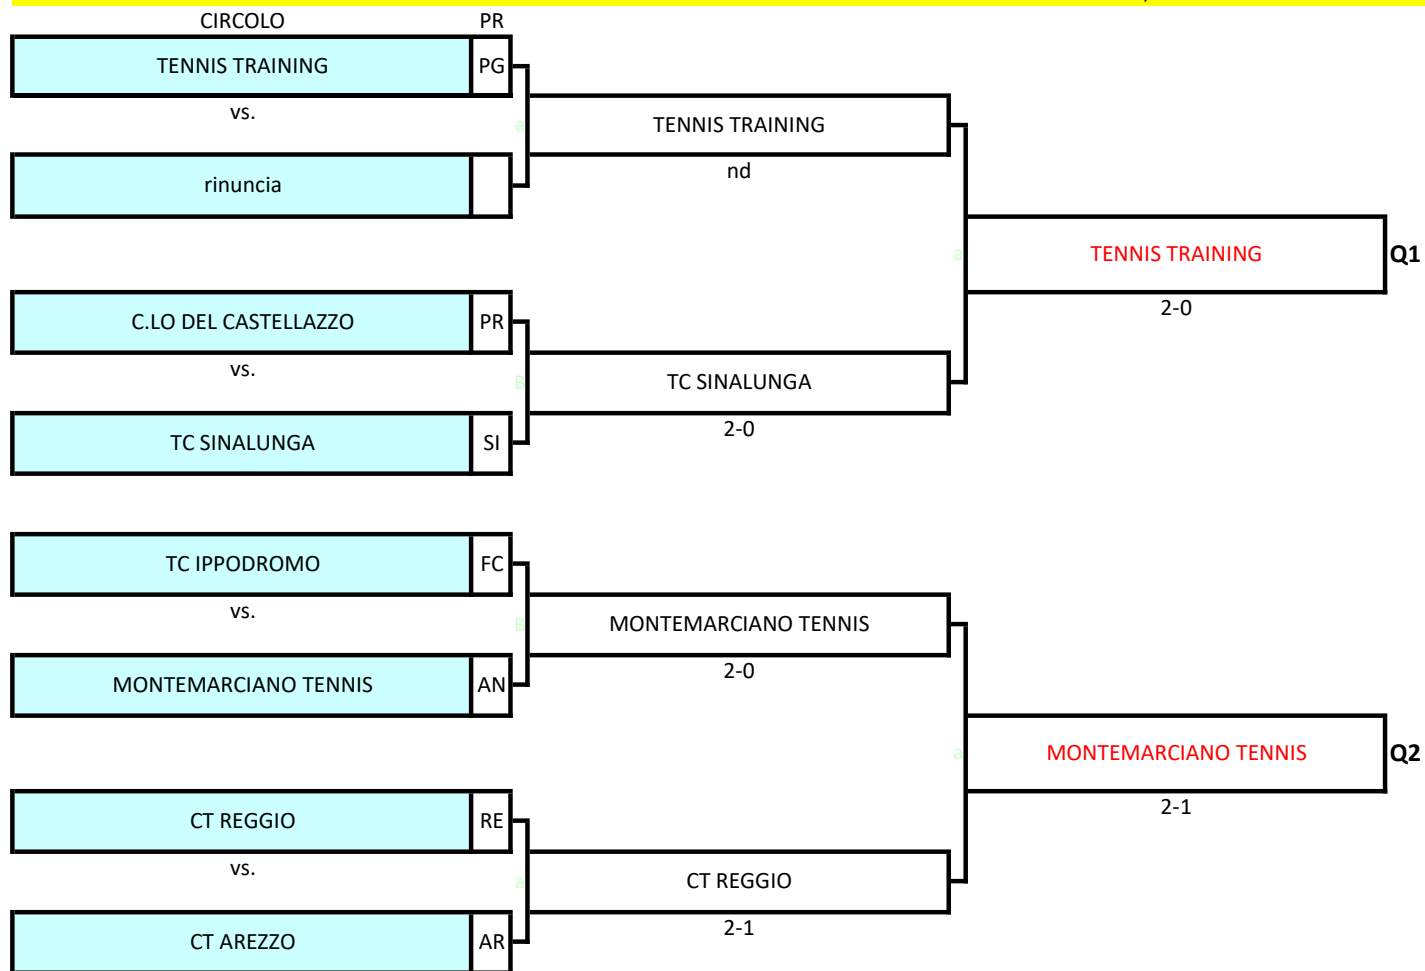 CIRCOLO PR
TENNIS TRAINING PG
vs.
a TENNIS TRAINING
nd
rinuncia
a TENNIS TRAINING Q1
2-0
C.LO DEL CASTELLAZZO PR
vs.
B TC SINALUNGA
2-0
TC SINALUNGA SI
TC IPPODROMO FC
vs.
B MONTEMARCIANO TENNIS
2-0
MONTEMARCIANO TENNIS AN
a MONTEMARCIANO TENNIS Q2
2-1
CT REGGIO RE
vs.
a CT REGGIO
2-1
CT AREZZO AR